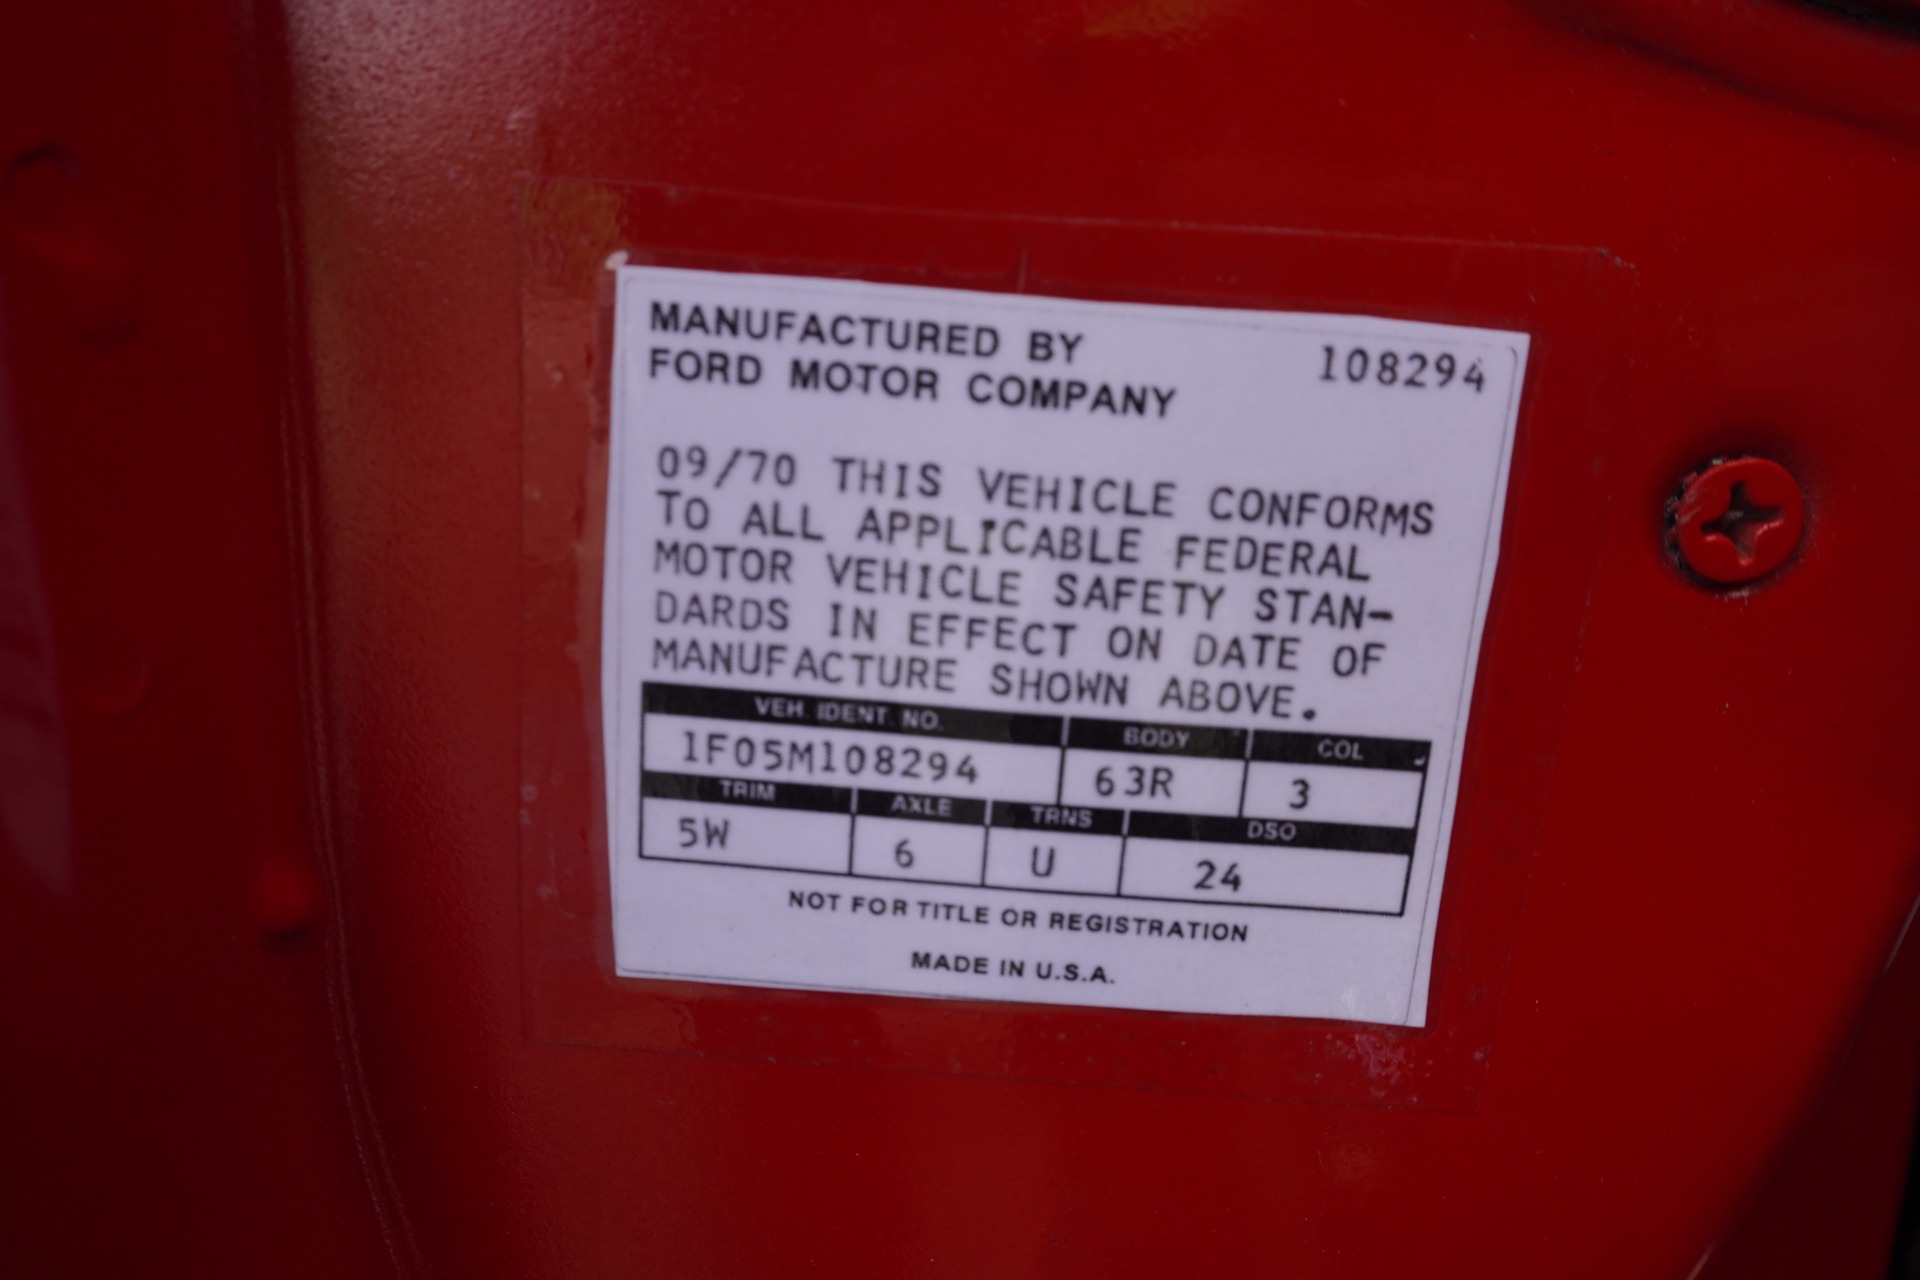 MANUFACTURED BY
FORD MOTOR COMPANY
108294
09/70 THIS VEHICLE CONFORMS
TO ALL APPLICABLE FEDERAL
MOTOR VEHICLE SAFETY STAN-
DARDS IN EFFECT ON DATE OF
MANUFACTURE SHOWN ABOVE.
VEH. IDENT. NO. BODY COL
1F05M108294 63R 3
TRIM AXLE TRNS DSO
5W 6 U 24
NOT FOR TITLE OR REGISTRATION
MADE IN U.S.A.